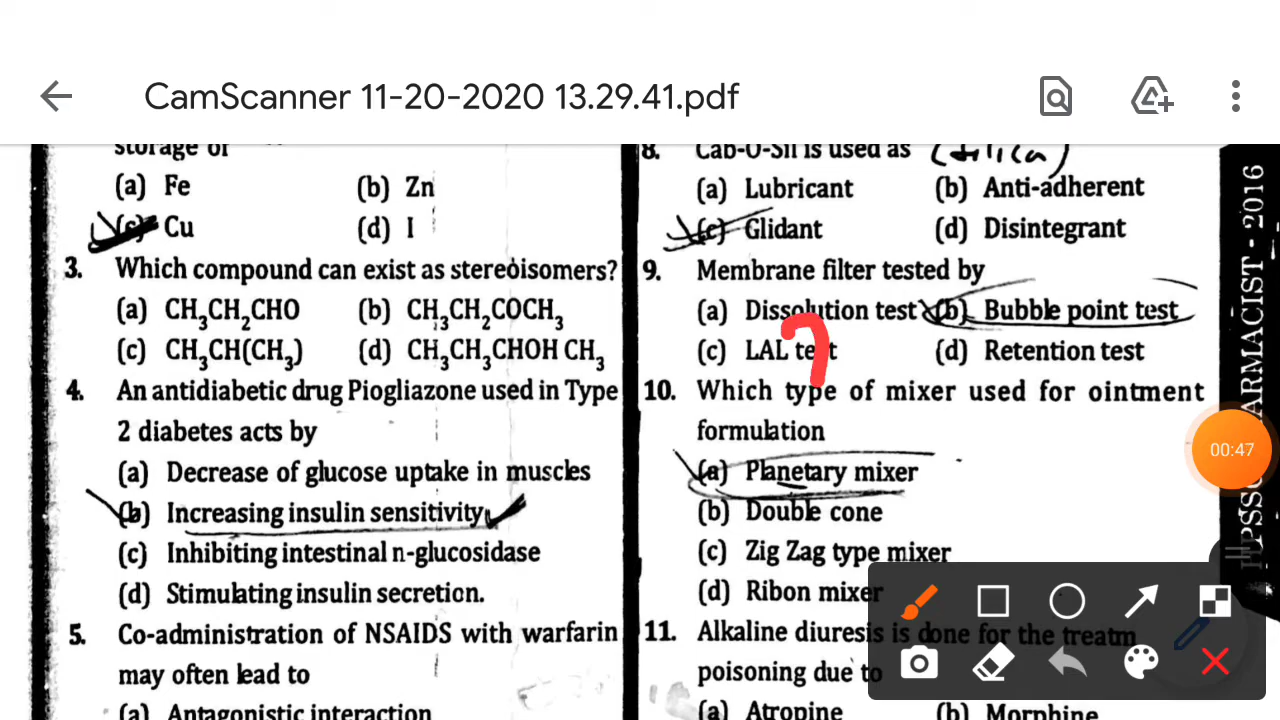 CamScanner 11-20-2020 13.29.41.pdf
storage of
(a) Fe (b) Zn
(c) Cu (d) I
3. Which compound can exist as stereoisomers?
(a) CH₃CH₂CHO (b) CH₃CH₂COCH₃
(c) CH₃CH(CH₃) (d) CH₃CH₂CHOH CH₃
4. An antidiabetic drug Piogliazone used in Type
2 diabetes acts by
(a) Decrease of glucose uptake in muscles
(b) Increasing insulin sensitivity
(c) Inhibiting intestinal n-glucosidase
(d) Stimulating insulin secretion.
5. Co-administration of NSAIDS with warfarin
may often lead to
(a) Antagonistic interaction
8. Cab-O-Sil is used as (silica)
(a) Lubricant (b) Anti-adherent
(c) Glidant (d) Disintegrant
9. Membrane filter tested by
(a) Dissolution test (b) Bubble point test
(c) LAL test (d) Retention test
10. Which type of mixer used for ointment
formulation
(a) Planetary mixer
(b) Double cone
(c) Zig Zag type mixer
(d) Ribon mixer
11. Alkaline diuresis is done for the treatm
poisoning due to
(a) Atropine (b) Morphine
ARMACIST - 2016
00:47